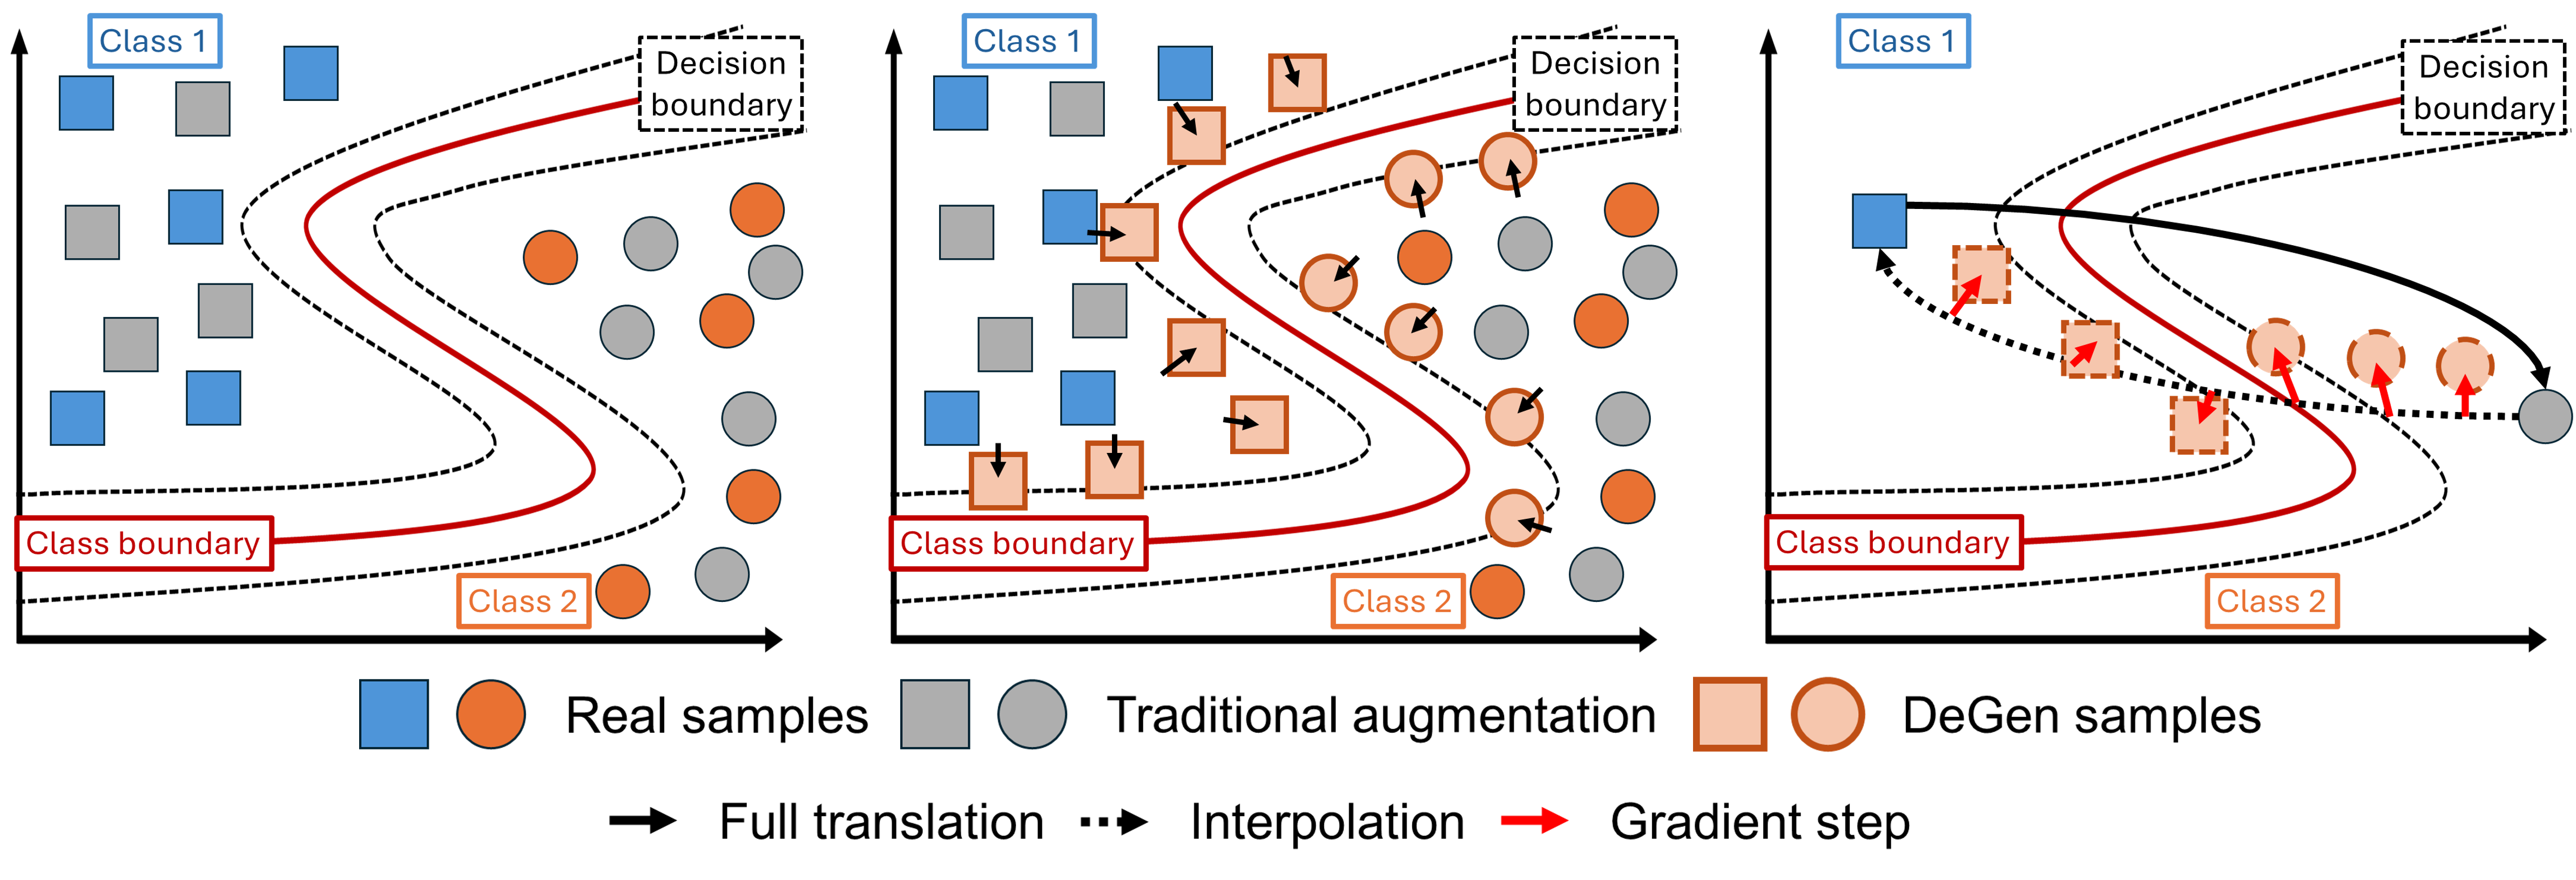 Class 1
Decision
boundary
Class boundary
Class 2
Class 1
Decision
boundary
Class boundary
Class 2
Class 1
Decision
boundary
Class boundary
Class 2
Real samples
Traditional augmentation
DeGen samples
Full translation
Interpolation
Gradient step